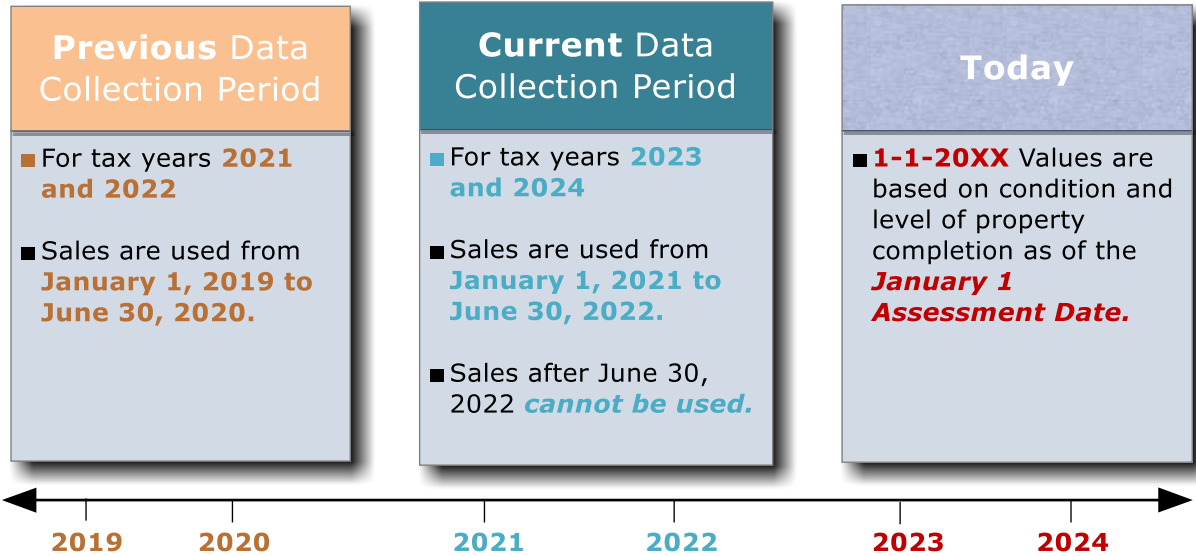 Previous Data
Collection Period
For tax years 2021
and 2022
Sales are used from
January 1, 2019 to
June 30, 2020.
Current Data
Collection Period
For tax years 2023
and 2024
Sales are used from
January 1, 2021 to
June 30, 2022.
Sales after June 30,
2022 cannot be used.
Today
1-1-20XX Values are
based on condition and
level of property
completion as of the
January 1
Assessment Date.
2019 2020 2021 2022 2023 2024